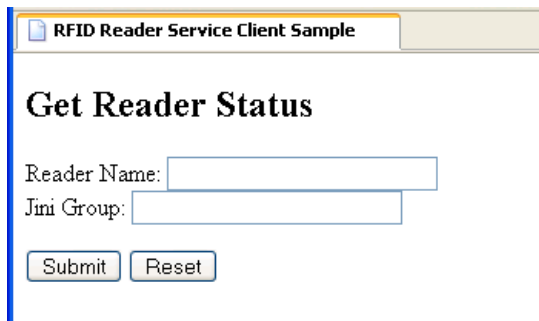 RFID Reader Service Client Sample
Get Reader Status
Reader Name:
Jini Group:
Submit Reset